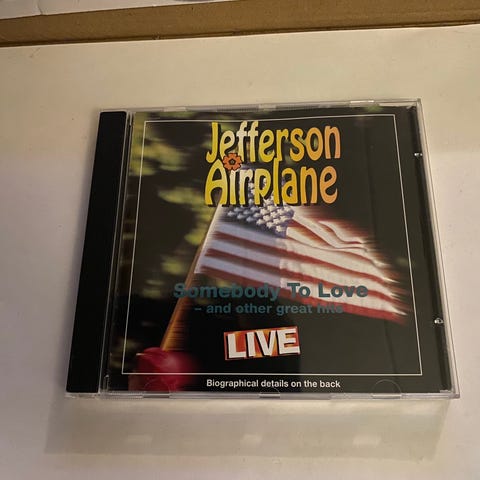 Jefferson
Airplane
Somebody To Love
– and other great hits
LIVE
Biographical details on the back